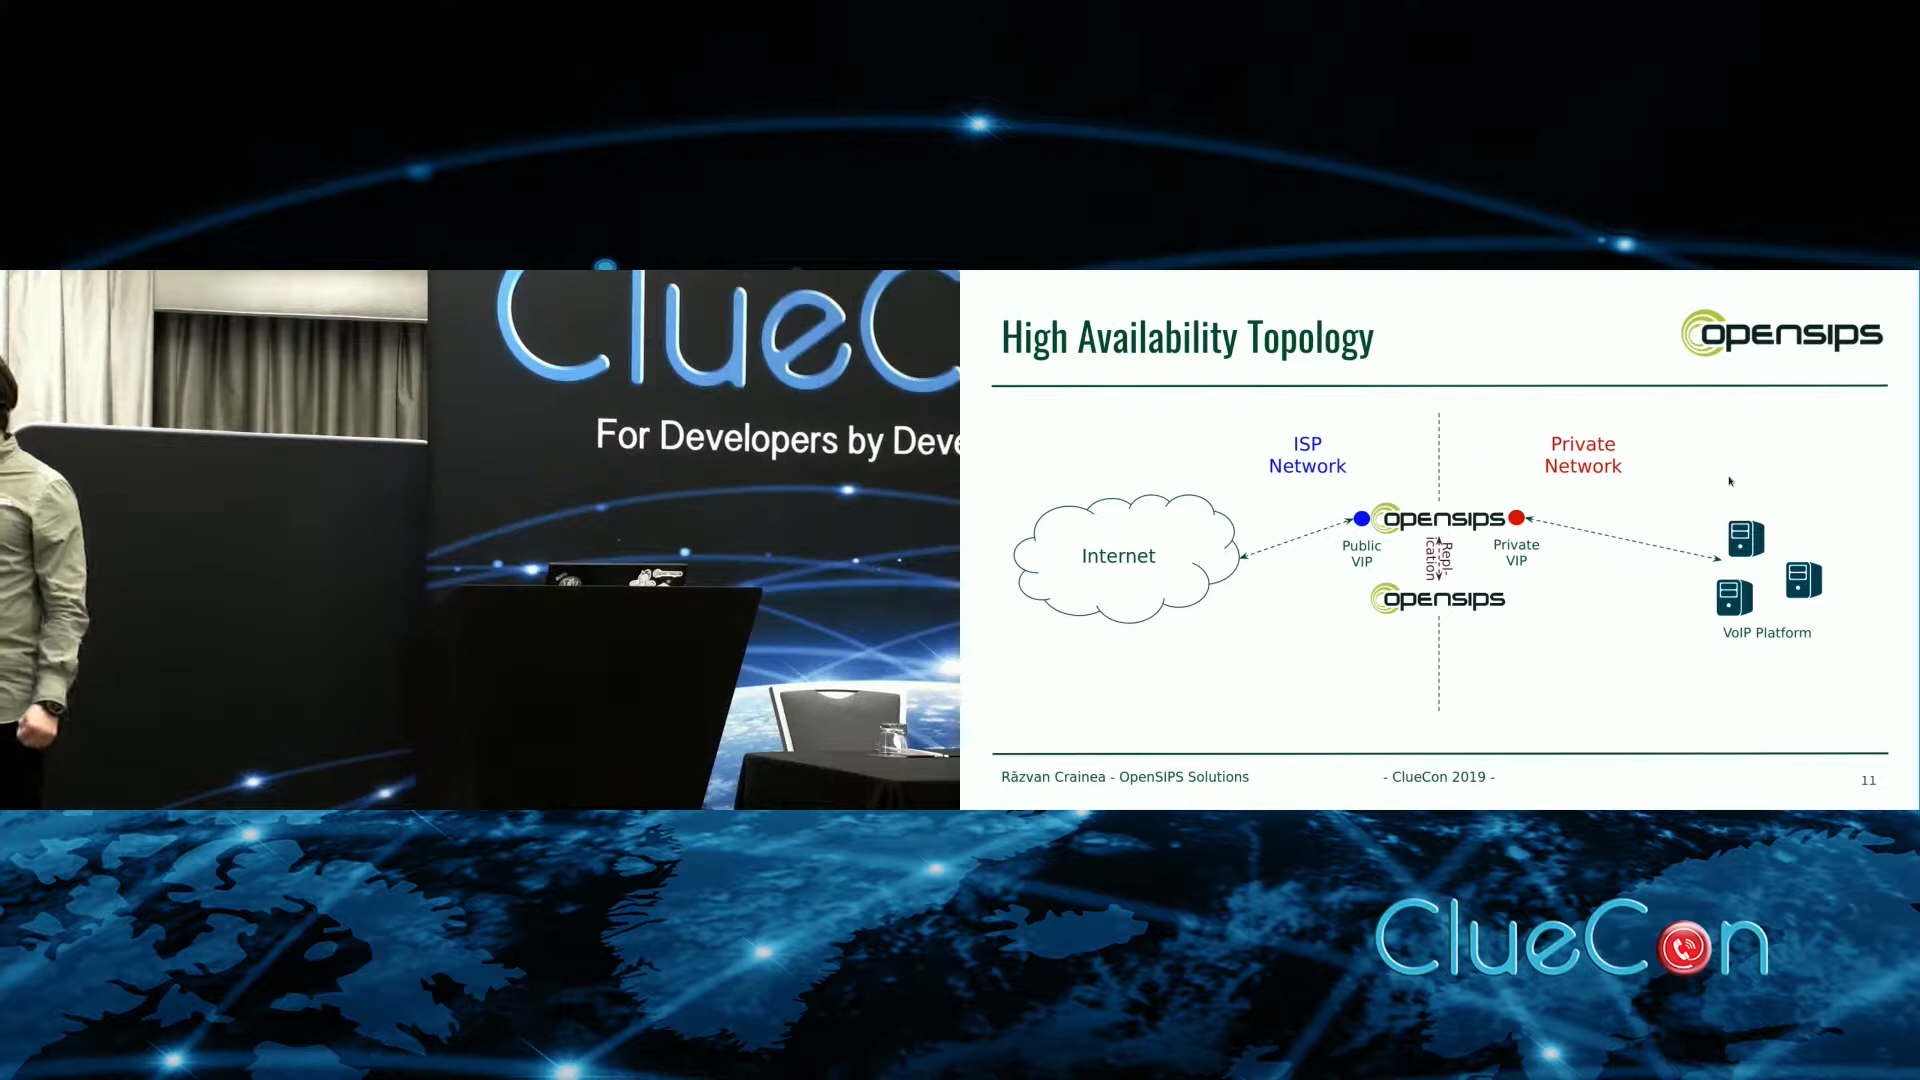 ClueC
For Developers by Deve
High Availability Topology
opensips
ISP
Network
Private
Network
Internet
opensips
Public
VIP
Repl-
ication
Private
VIP
opensips
VoIP Platform
Răzvan Crainea - OpenSIPS Solutions
- ClueCon 2019 -
11
ClueCon